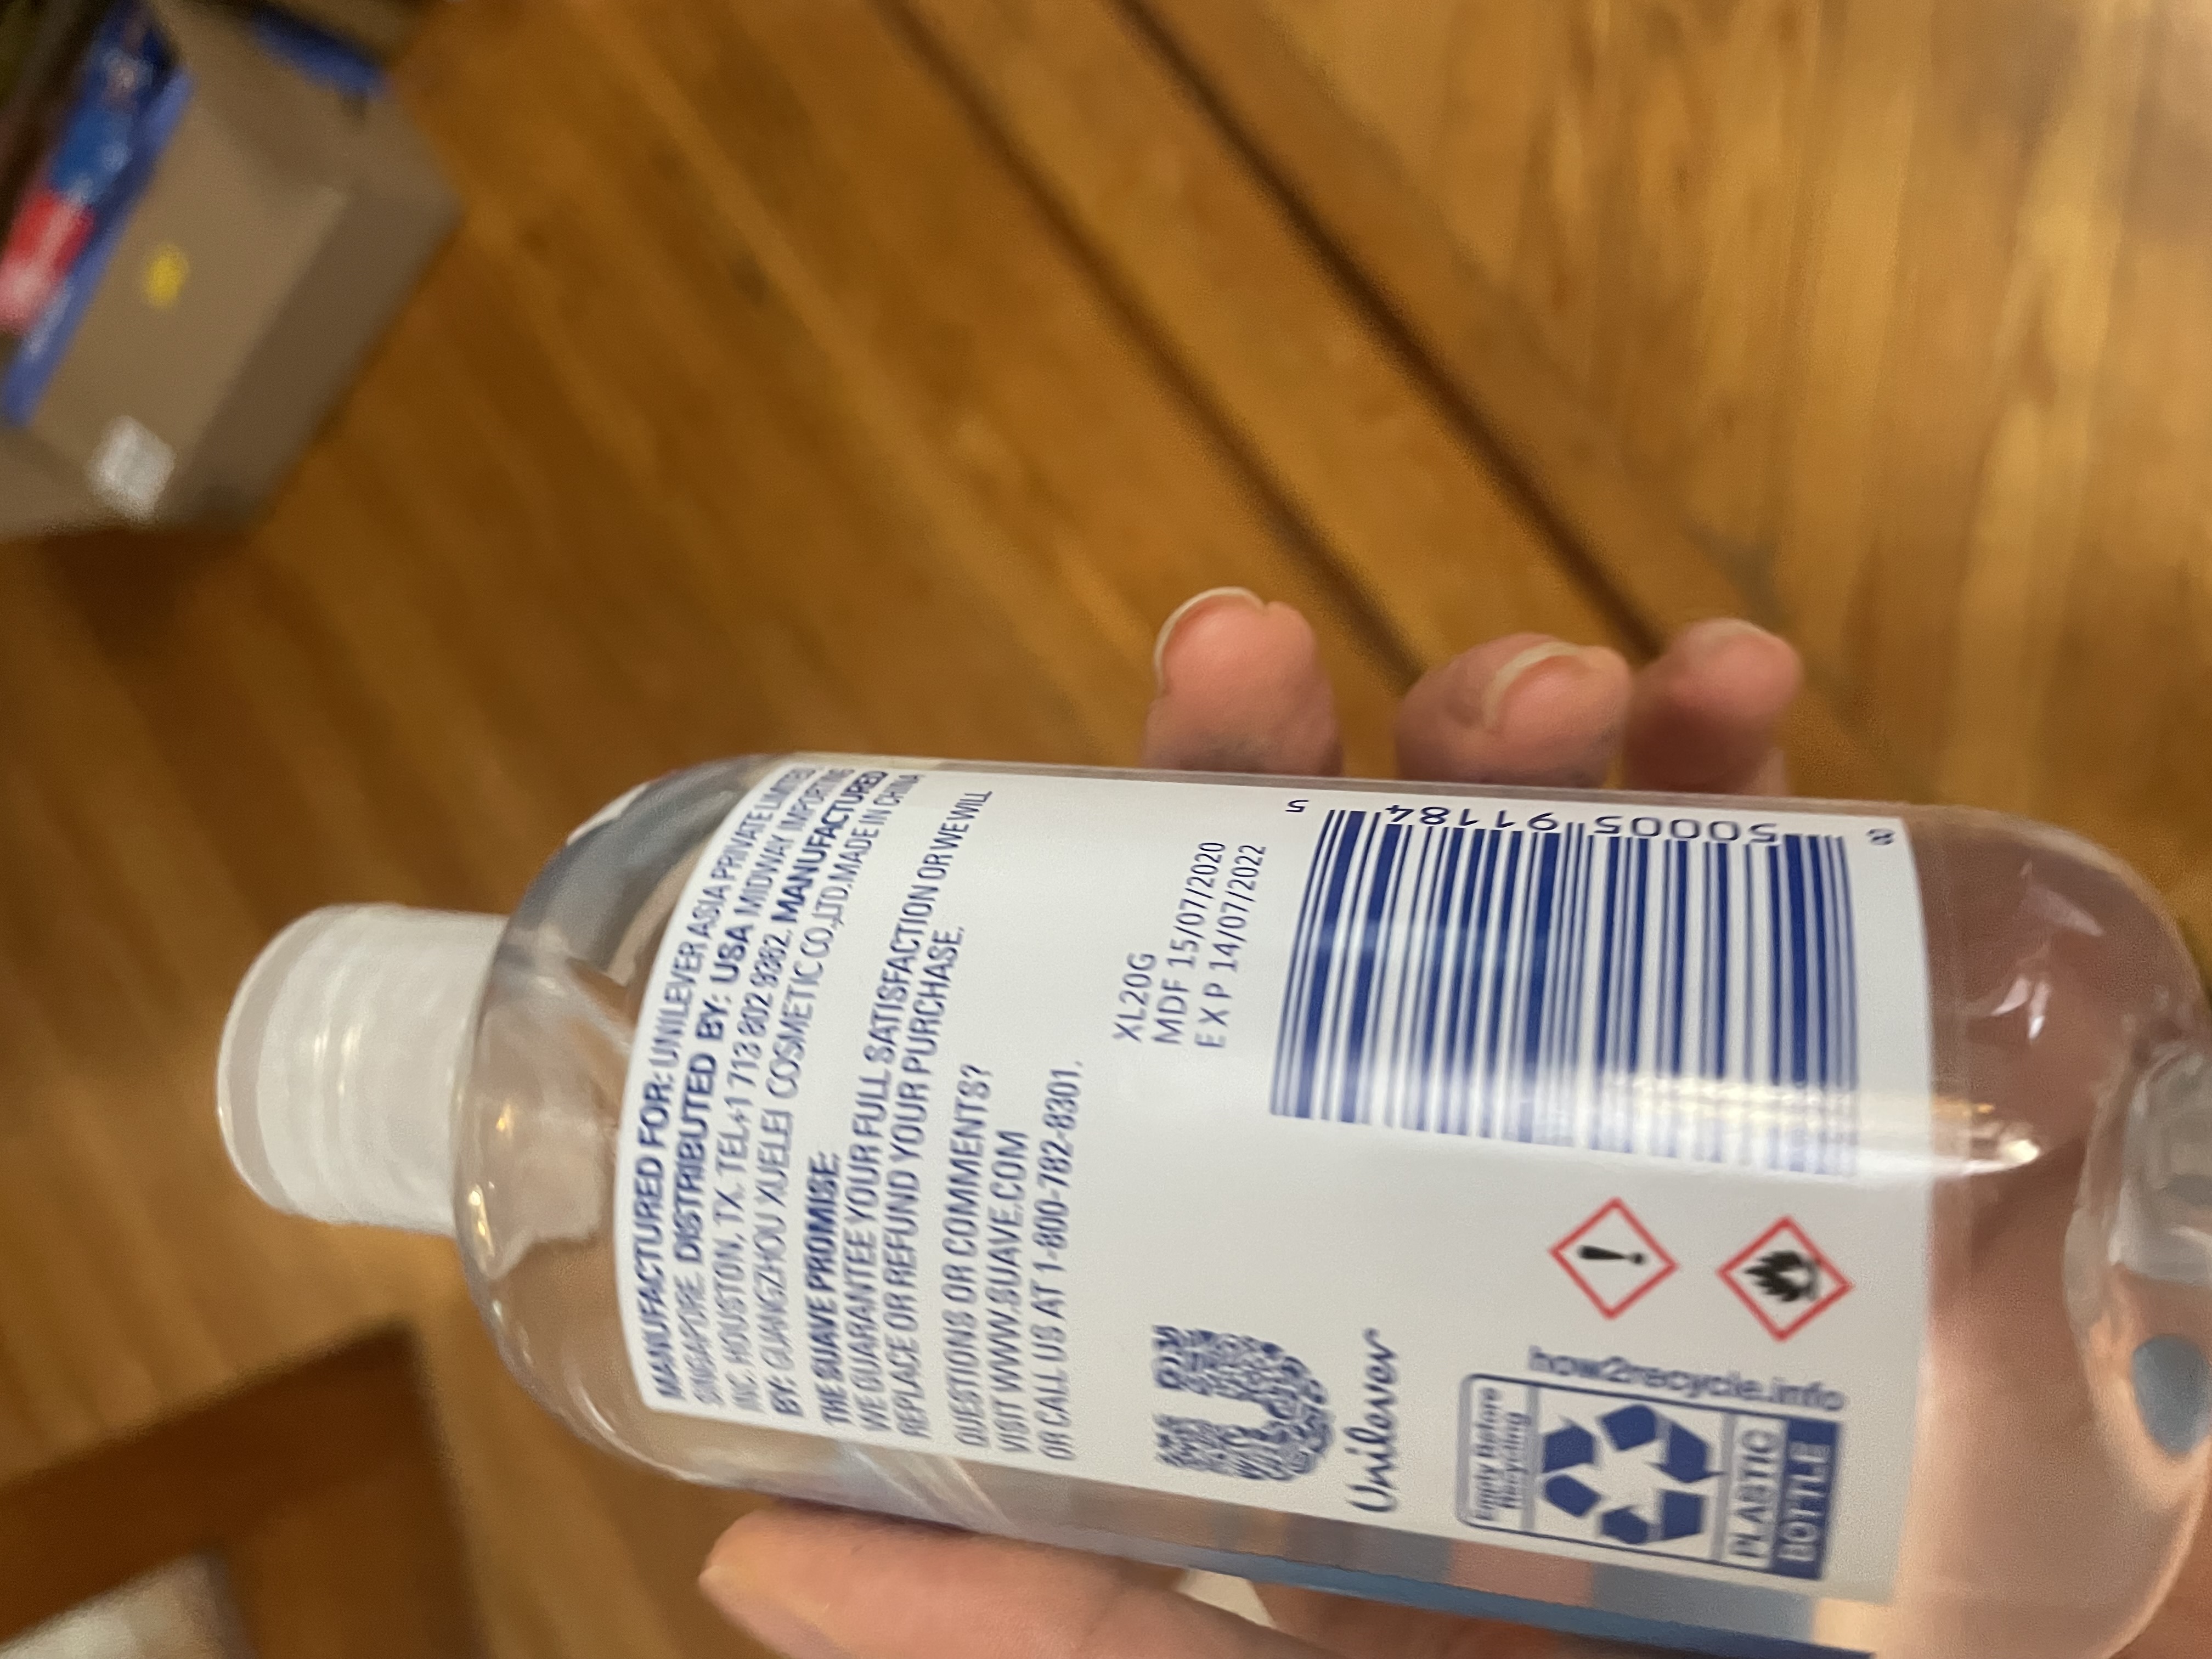 MANUFACTURED FOR: UNILEVER ASIA PRIVATE LIMITED
SINGAPORE. DISTRIBUTED BY: USA MIDWAY IMPORTING
INC. HOUSTON, TX. TEL+1 713 802 9362. MANUFACTURED
BY: GUANGZHOU XUELEI COSMETIC CO.,LTD.MADE IN CHINA
THE SUAVE PROMISE:
WE GUARANTEE YOUR FULL SATISFACTION OR WE WILL
REPLACE OR REFUND YOUR PURCHASE.
QUESTIONS OR COMMENTS?
VISIT WWW.SUAVE.COM
OR CALL US AT 1-800-782-8301.
XL20G
MDF 15/07/2020
EXP 14/07/2022
Unilever
Empty Before
Recycling
PLASTIC
BOTTLE
how2recycle.info
8 50005 91184 5